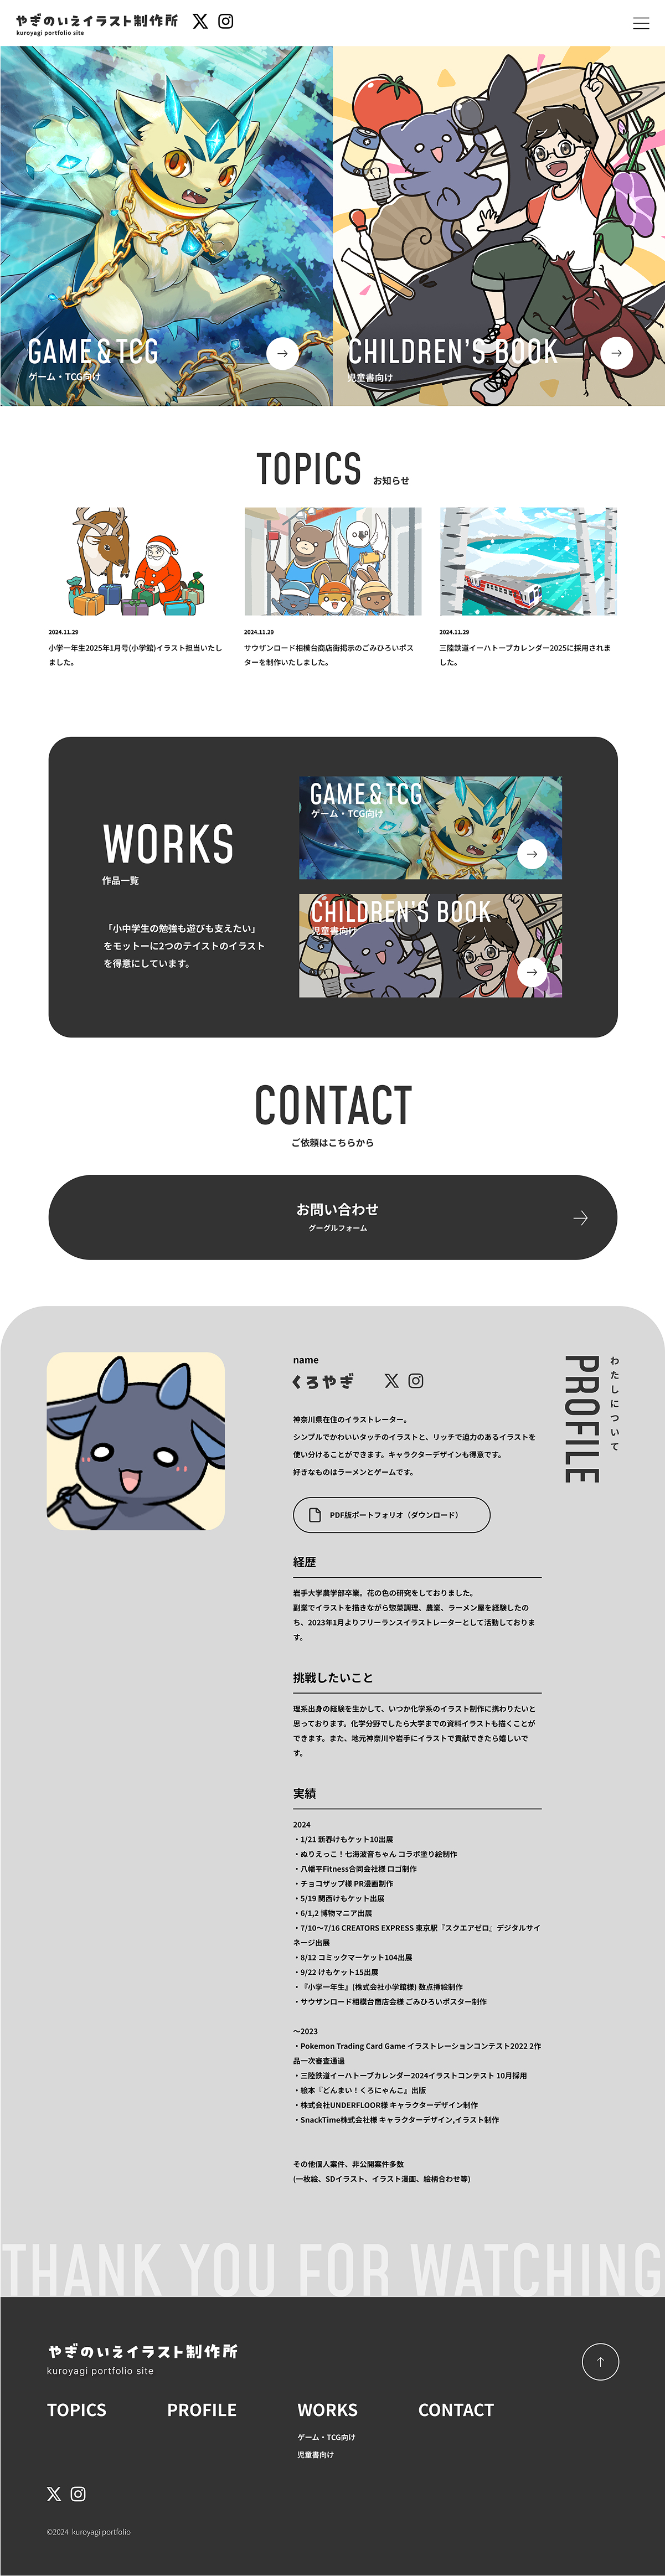 やぎのいえイラスト制作所
kuroyagi portfolio site
GAME & TCG
ゲーム・TCG向け
CHILDREN'S BOOK
児童書向け
TOPICS お知らせ
2024.11.29
小学一年生2025年1月号(小学館)イラスト担当いたし
ました。
2024.11.29
サウザンロード相模台商店街掲示のごみひろいポス
ターを制作いたしました。
2024.11.29
三陸鉄道イーハトーブカレンダー2025に採用されま
した。
WORKS
作品一覧
「小中学生の勉強も遊びも支えたい」
をモットーに2つのテイストのイラスト
を得意にしています。
GAME & TCG
ゲーム・TCG向け
CHILDREN'S BOOK
児童書向け
CONTACT
ご依頼はこちらから
お問い合わせ
グーグルフォーム
name
くろやぎ
わたしについて
PROFILE
神奈川県在住のイラストレーター。
シンプルでかわいいタッチのイラストと、リッチで迫力のあるイラストを
使い分けることができます。キャラクターデザインも得意です。
好きなものはラーメンとゲームです。
PDF版ポートフォリオ（ダウンロード）
経歴
岩手大学農学部卒業。花の色の研究をしておりました。
副業でイラストを描きながら惣菜調理、農業、ラーメン屋を経験したの
ち、2023年1月よりフリーランスイラストレーターとして活動しておりま
す。
挑戦したいこと
理系出身の経験を生かして、いつか化学系のイラスト制作に携わりたいと
思っております。化学分野でしたら大学までの資料イラストも描くことが
できます。また、地元神奈川や岩手にイラストで貢献できたら嬉しいで
す。
実績
2024
・1/21 新春けもケット10出展
・ぬりえっこ！七海波音ちゃん コラボ塗り絵制作
・八幡平Fitness合同会社様 ロゴ制作
・チョコザップ様 PR漫画制作
・5/19 関西けもケット出展
・6/1,2 博物マニア出展
・7/10〜7/16 CREATORS EXPRESS 東京駅『スクエアゼロ』デジタルサイ
ネージ出展
・8/12 コミックマーケット104出展
・9/22 けもケット15出展
・『小学一年生』(株式会社小学館様) 数点挿絵制作
・サウザンロード相模台商店会様 ごみひろいポスター制作
〜2023
・Pokemon Trading Card Game イラストレーションコンテスト2022 2作
品一次審査通過
・三陸鉄道イーハトーブカレンダー2024イラストコンテスト 10月採用
・絵本『どんまい！くろにゃんこ』出版
・株式会社UNDERFLOOR様 キャラクターデザイン制作
・SnackTime株式会社様 キャラクターデザイン,イラスト制作
その他個人案件、非公開案件多数
(一枚絵、SDイラスト、イラスト漫画、絵柄合わせ等)
THANK YOU FOR WATCHING
やぎのいえイラスト制作所
kuroyagi portfolio site
TOPICS
PROFILE
WORKS
ゲーム・TCG向け
児童書向け
CONTACT
©2024 kuroyagi portfolio